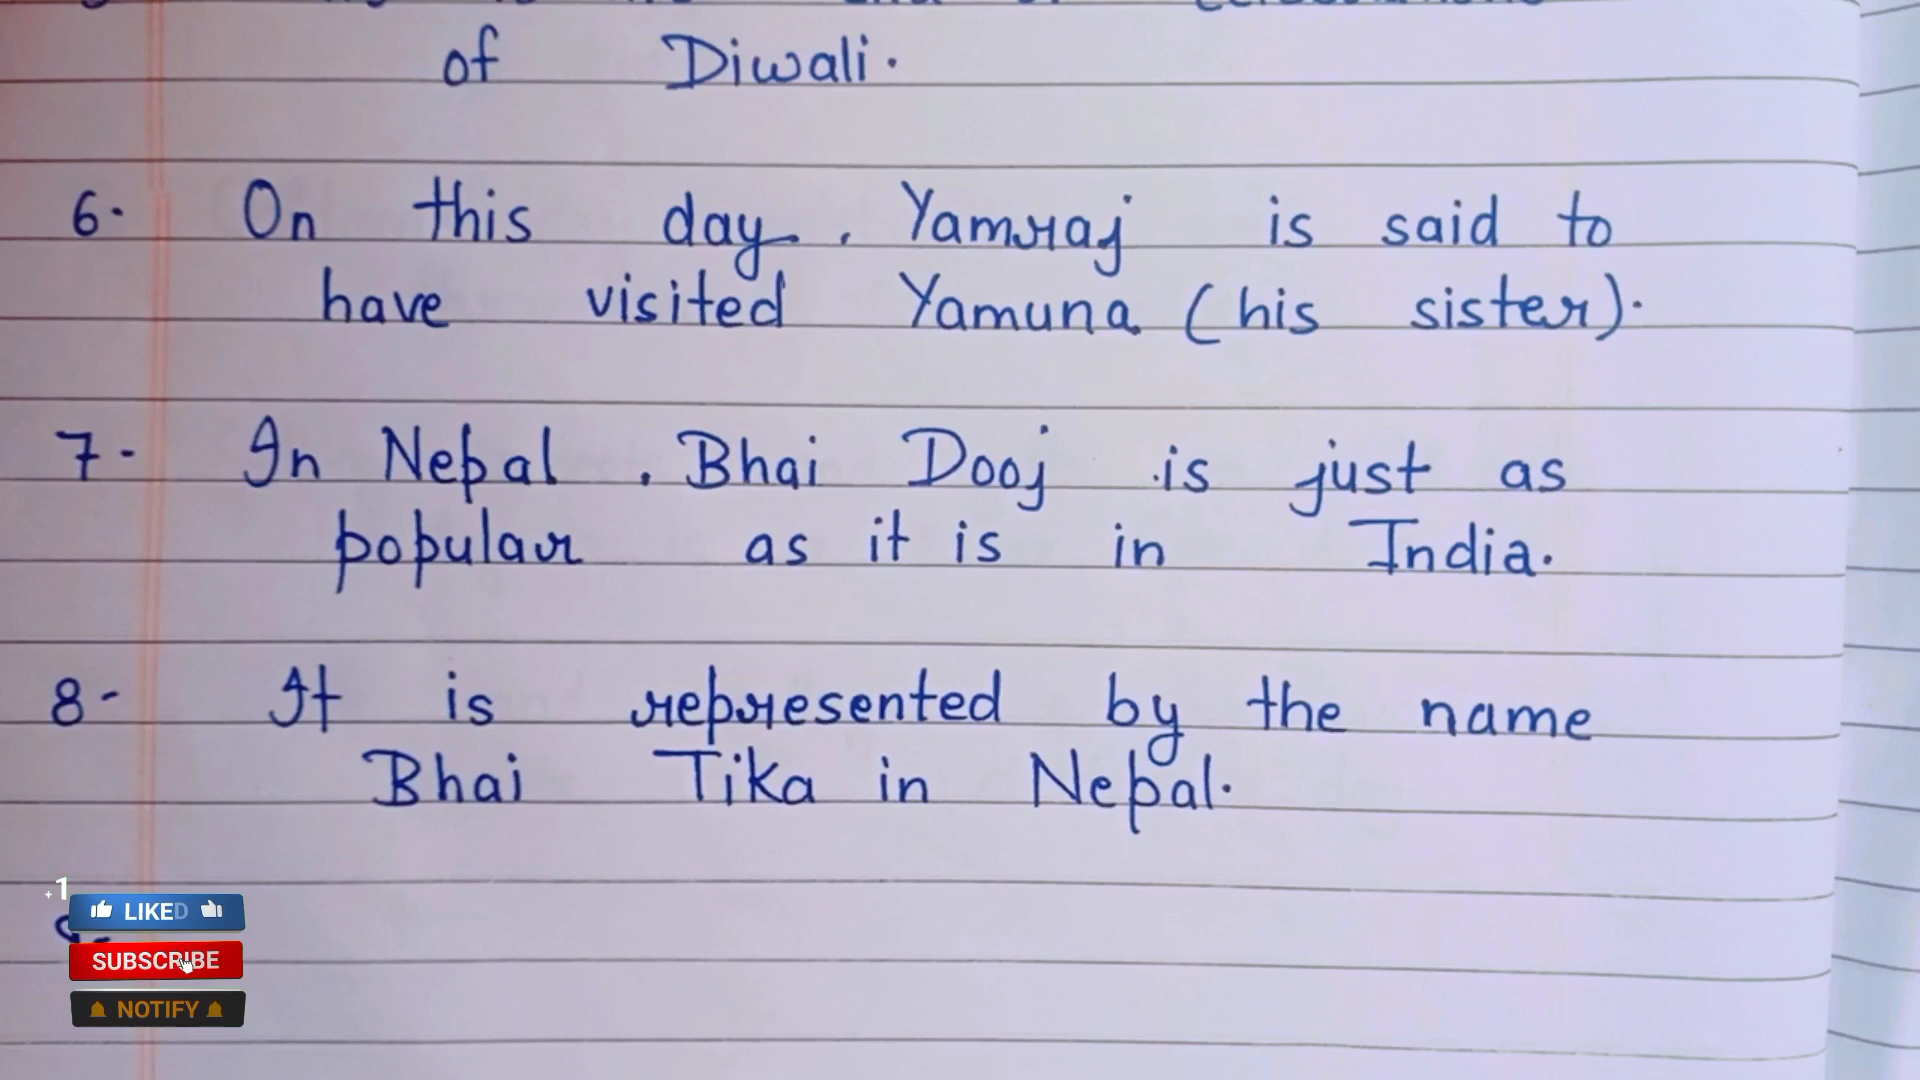 of Diwali.
6. On this day, Yamraj is said to
have visited Yamuna (his sister).
7- In Nepal, Bhai Dooj is just as
popular as it is in India.
8- It is represented by the name
Bhai Tika in Nepal.
+1
LIKED
SUBSCRIBE
NOTIFY